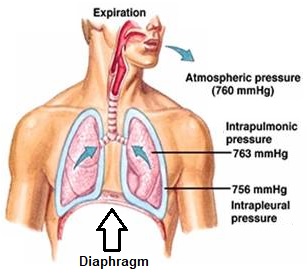 Expiration
Atmospheric pressure
(760 mmHg)
Intrapulmonic
pressure
763 mmHg
756 mmHg
Intrapleural
pressure
Diaphragm